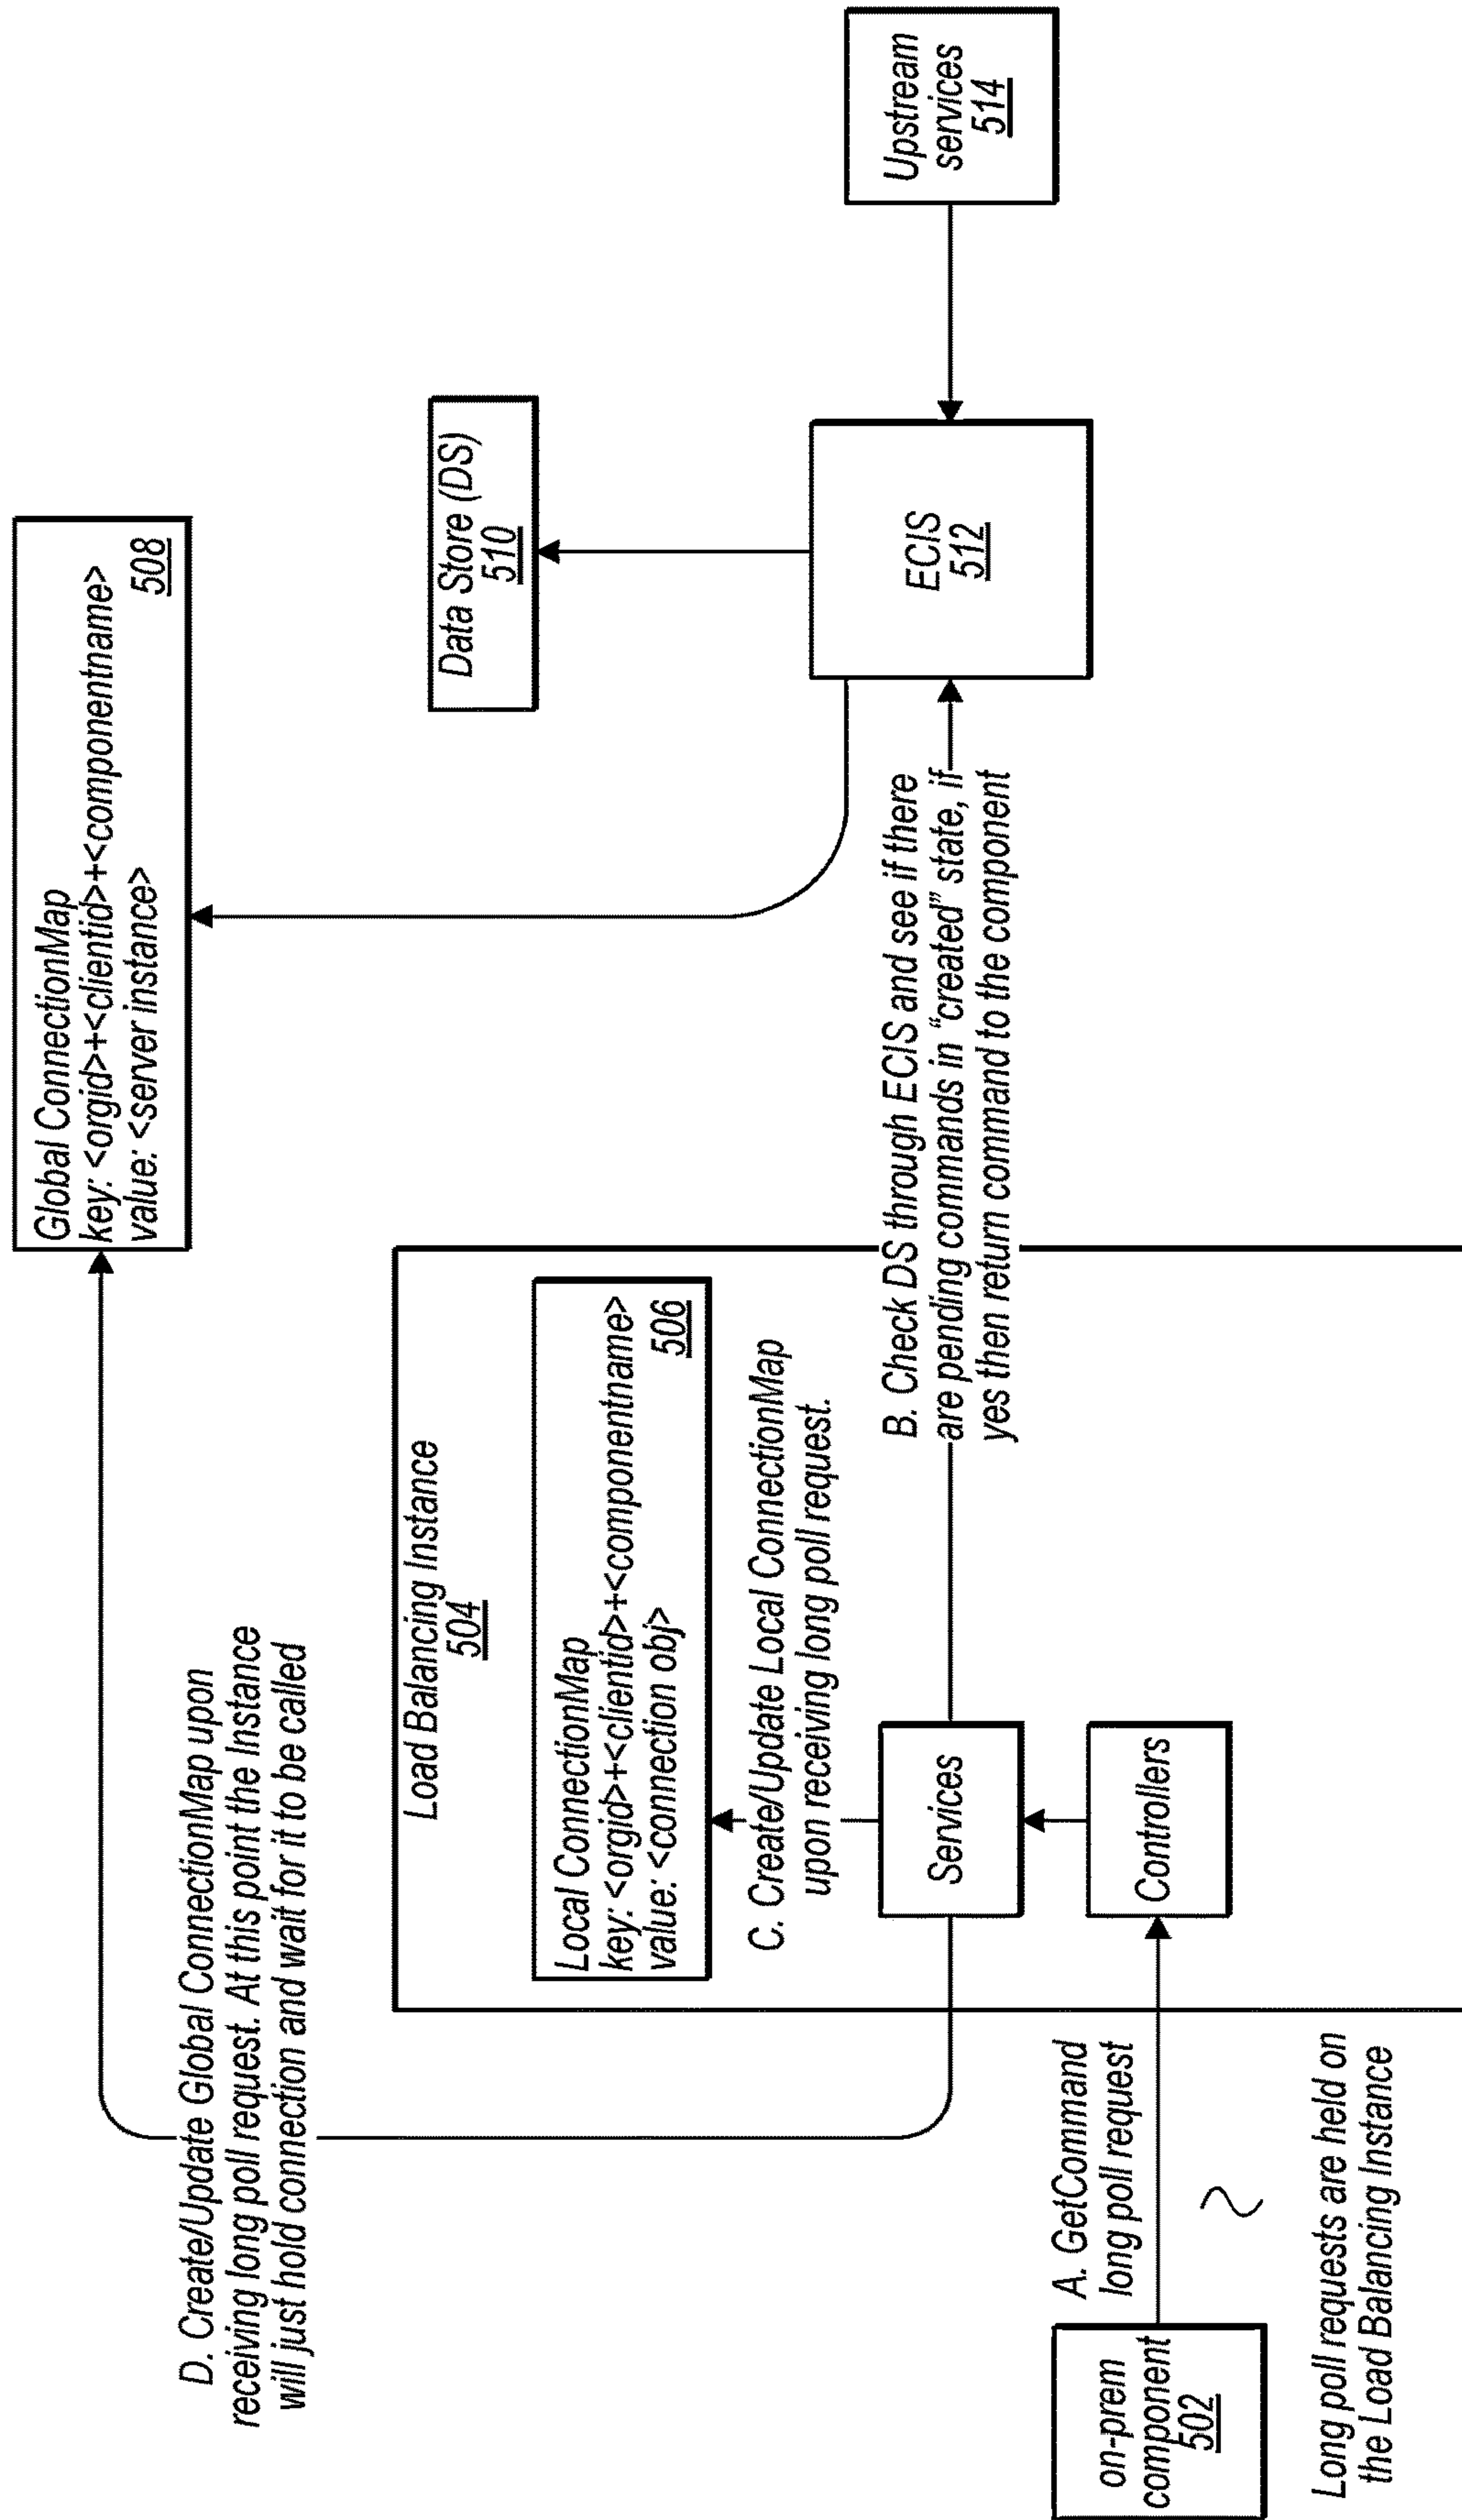 Global ConnectionMap
key: <orgid>+<clientid>+<componentname>
value: <server instance>
508
D. Create/Update Global ConnectionMap upon
receiving long poll request. At this point the Instance
will just hold connection and wait for it to be called
Load Balancing Instance
504
Data Store (DS)
510
Local ConnectionMap
key: <orgid>+<clientid>+<componentname>
value: <connection obj>
506
C. Create/Update Local ConnectionMap
upon receiving long poll request.
B. Check DS through ECIS and see if there
are pending commands in “created” state, if
yes then return command to the component
ECIS
512
Upstream
services
514
Services
Controllers
A. GetCommand
long poll request
on-prem
component
502
Long poll requests are held on
the Load Balancing Instance